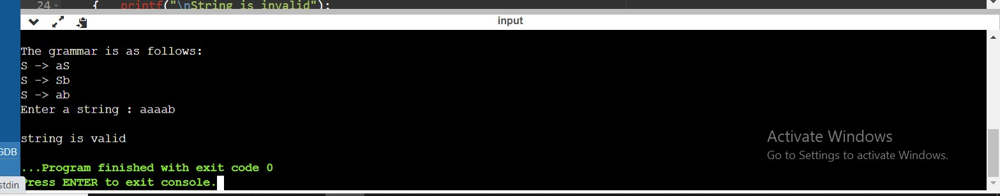 24    {    printf("\nString is invalid");
input
The grammar is as follows:
S -> aS
S -> Sb
S -> ab
Enter a string : aaaab
string is valid
Activate Windows
Go to Settings to activate Windows.
GDB
...Program finished with exit code 0
stdin
Press ENTER to exit console.